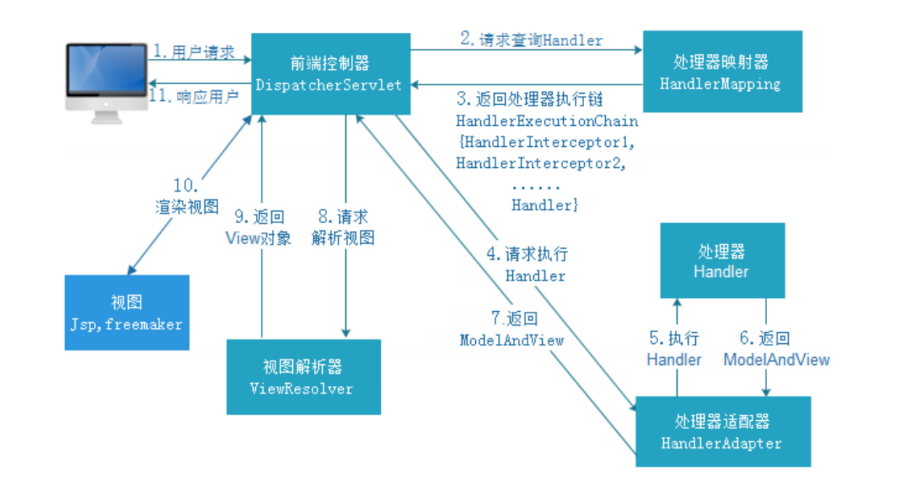 1.用户请求
11.响应用户
前端控制器
DispatcherServlet
2.请求查询Handler
处理器映射器
HandlerMapping
3.返回处理器执行链
HandlerExecutionChain
{HandlerInterceptor1,
HandlerInterceptor2,
......
Handler}
10.
渲染视图
9.返回
View对象
8.请求
解析视图
4.请求执行
Handler
处理器
Handler
视图
Jsp,freemaker
7.返回
ModelAndView
5.执行
Handler
6.返回
ModelAndView
视图解析器
ViewResolver
处理器适配器
HandlerAdapter